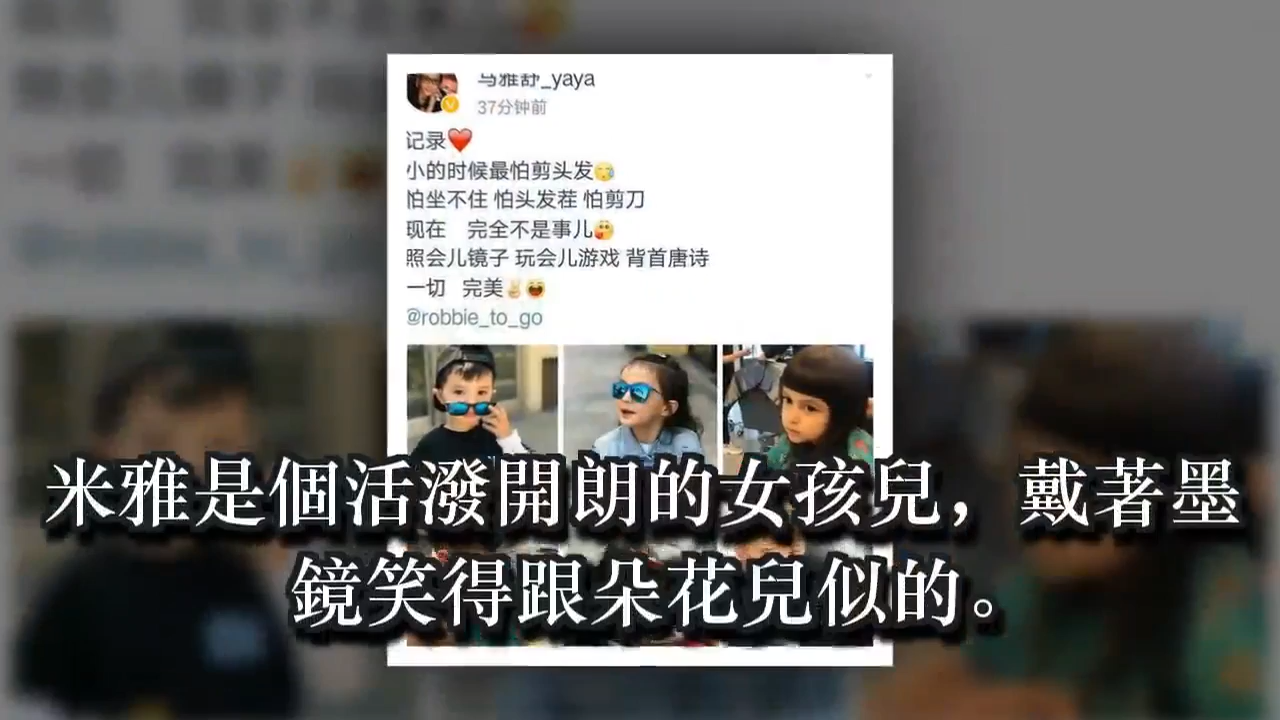 马雅舒_yaya
37分钟前
记录
小的时候最怕剪头发
怕坐不住 怕头发茬 怕剪刀
现在 完全不是事儿
照会儿镜子 玩会儿游戏 背首唐诗
一切 完美
@robbie_to_go
米雅是個活潑開朗的女孩兒，戴著墨
鏡笑得跟朵花兒似的。